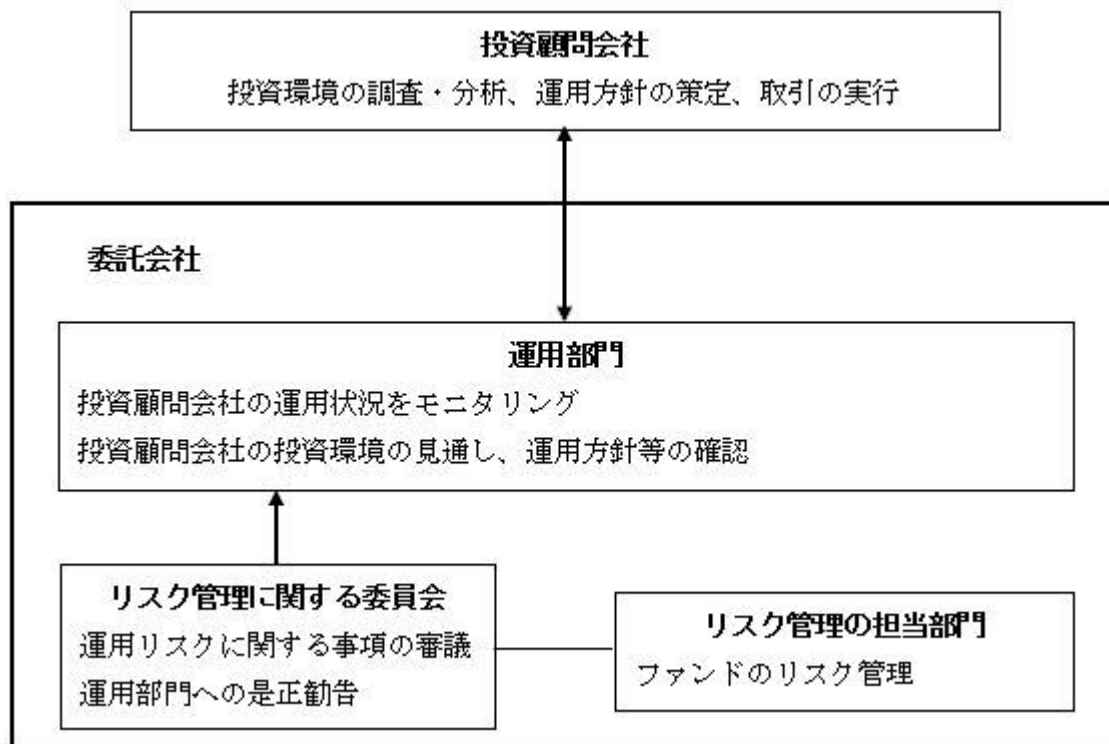 投資顧問会社
投資環境の調査・分析、運用方針の策定、取引の実行
委託会社
運用部門
投資顧問会社の運用状況をモニタリング
投資顧問会社の投資環境の見通し、運用方針等の確認
リスク管理に関する委員会
運用リスクに関する事項の審議
運用部門への是正勧告
リスク管理の担当部門
ファンドのリスク管理